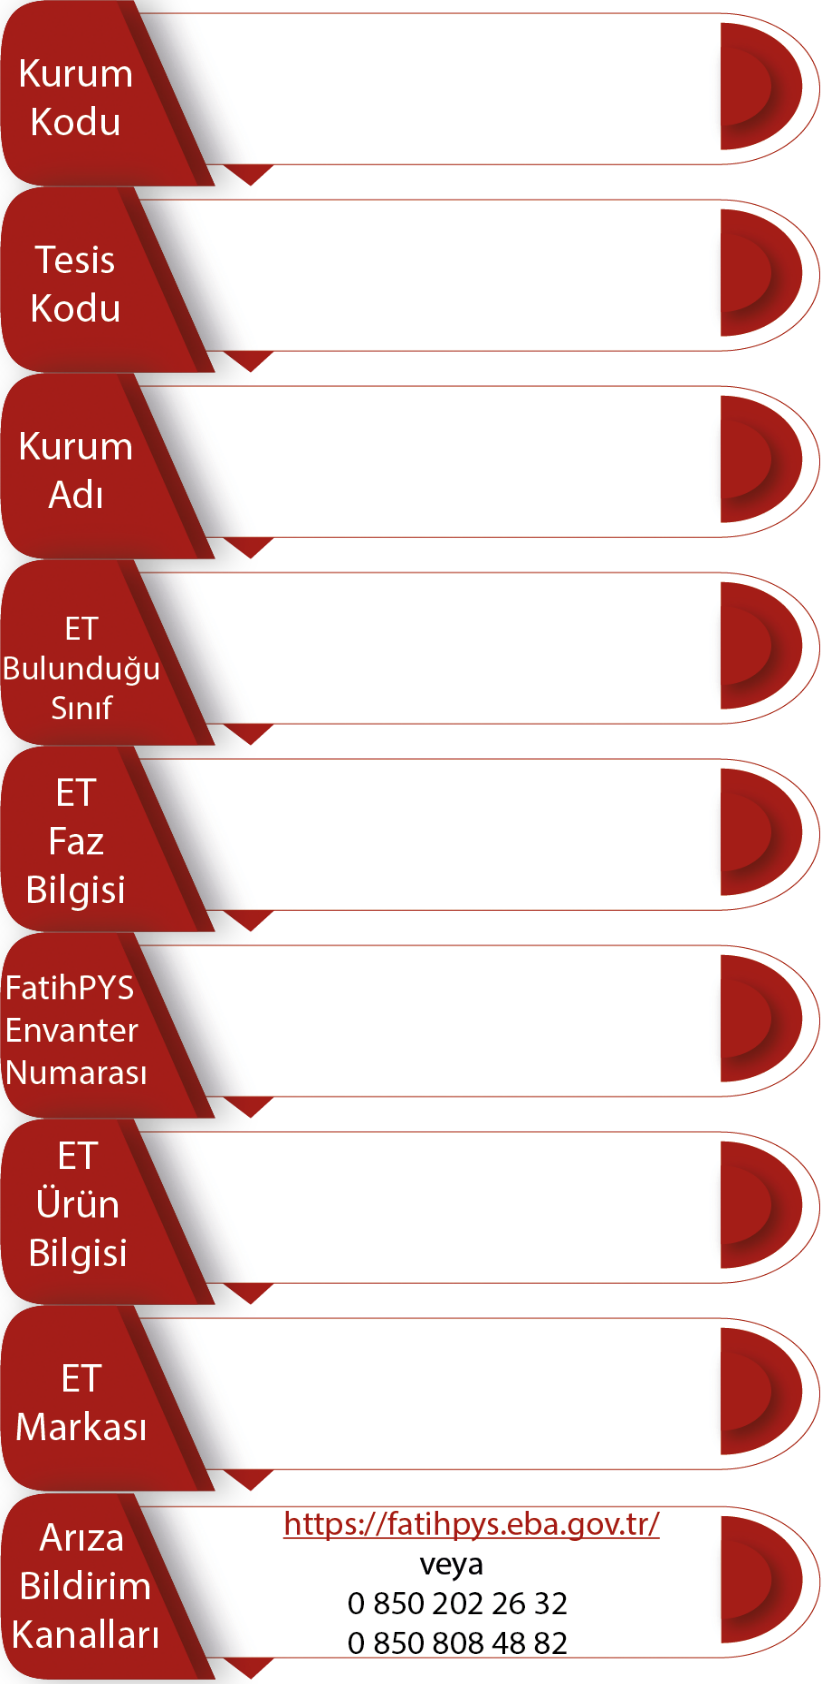 Kurum
Kodu
Tesis
Kodu
Kurum
Adı
ET
Bulunduğu
Sınıf
ET
Faz
Bilgisi
FatihPYS
Envanter
Numarası
ET
Ürün
Bilgisi
ET
Markası
Arıza
Bildirim
Kanalları
https://fatihpys.eba.gov.tr/
veya
0 850 202 26 32
0 850 808 48 82